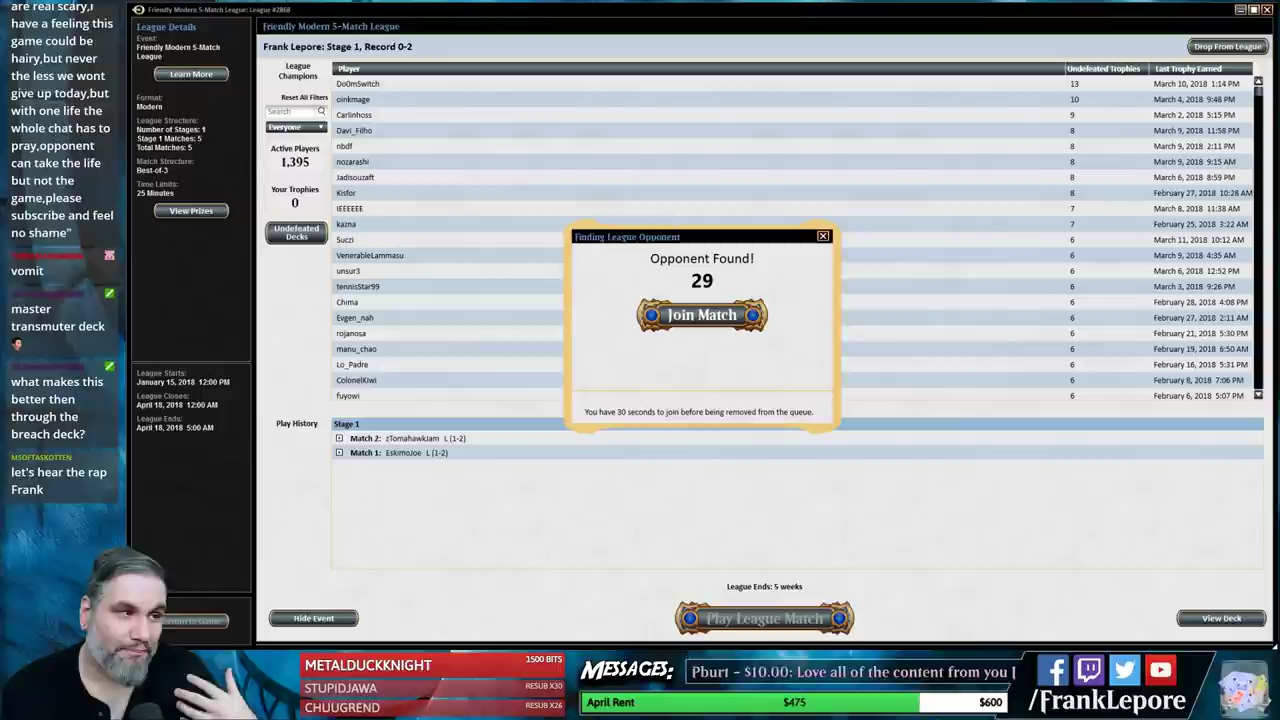 are real scary,I
have a feeling this
game could be
hairy,but never
the less we wont
give up today,but
for one life the
whole chat has to
pray,opponent
can take the life
but not the
game,please
subscribe and feel
no shame"
vomit
master
transmuter deck
what makes this
better then
through the
breach deck?
MSOFTASKOTTEN
let's hear the rap
Frank
Friendly Modern 5-Match League: League #2868
League Details
Event:
Friendly Modern 5-Match
League
Learn More
Format:
Modern
League Structure:
Number of Stages: 1
Stage 1 Matches: 5
Total Matches: 5
Match Structure:
Best-of-3
Time Limits:
25 Minutes
View Prizes
League Starts:
January 15, 2018 12:00 PM
League Closes:
April 18, 2018 12:00 AM
League Ends:
April 18, 2018 5:00 AM
Return to Game
Friendly Modern 5-Match League
Frank Lepore: Stage 1, Record 0-2
Drop From League
League
Champions
Reset All Filters
Search
Everyone
Active Players
1,395
Your Trophies
0
Undefeated
Decks
Player Undefeated Trophies Last Trophy Earned
Do0mSwitch 13 March 10, 2018 1:14 PM
oinkmage 10 March 4, 2018 9:48 PM
Carlinhoss 9 March 2, 2018 5:15 PM
Davi_Filho 8 March 9, 2018 11:58 PM
nbdf 8 March 9, 2018 2:11 PM
nozarashi 8 March 9, 2018 9:15 AM
Jadisouzaft 8 March 6, 2018 8:59 PM
Kisfor 8 February 27, 2018 10:28 AM
IEEEEEE 7 March 8, 2018 11:38 AM
kazna 7 February 25, 2018 3:22 AM
Succi 6 March 11, 2018 10:12 AM
VenerableLammasu 6 March 9, 2018 4:35 AM
unsur3 6 March 6, 2018 12:52 PM
tennisStar99 6 March 3, 2018 9:26 PM
Chima 6 February 28, 2018 4:08 PM
Evgen_nah 6 February 27, 2018 2:11 AM
rojanosa 6 February 21, 2018 5:30 PM
manu_chao 6 February 19, 2018 6:50 AM
Lo_Padre 6 February 16, 2018 5:31 PM
ColonelKiwi 6 February 8, 2018 7:06 PM
fuyowi 6 February 6, 2018 5:07 PM
Finding League Opponent
Opponent Found!
29
Join Match
You have 30 seconds to join before being removed from the queue.
Play History
Stage 1
Match 2: zTomahawkJam L (1-2)
Match 1: EskimoJoe L (1-2)
League Ends: 5 weeks
Hide Event
Play League Match
View Deck
METALDUCKKNIGHT 1500 BITS
STUPIDJAWA RESUB X30
CHUUGREND RESUB X26
MESSAGES:
Pburt - $10.00: Love all of the content from you
April Rent $475 $600
/FrankLepore